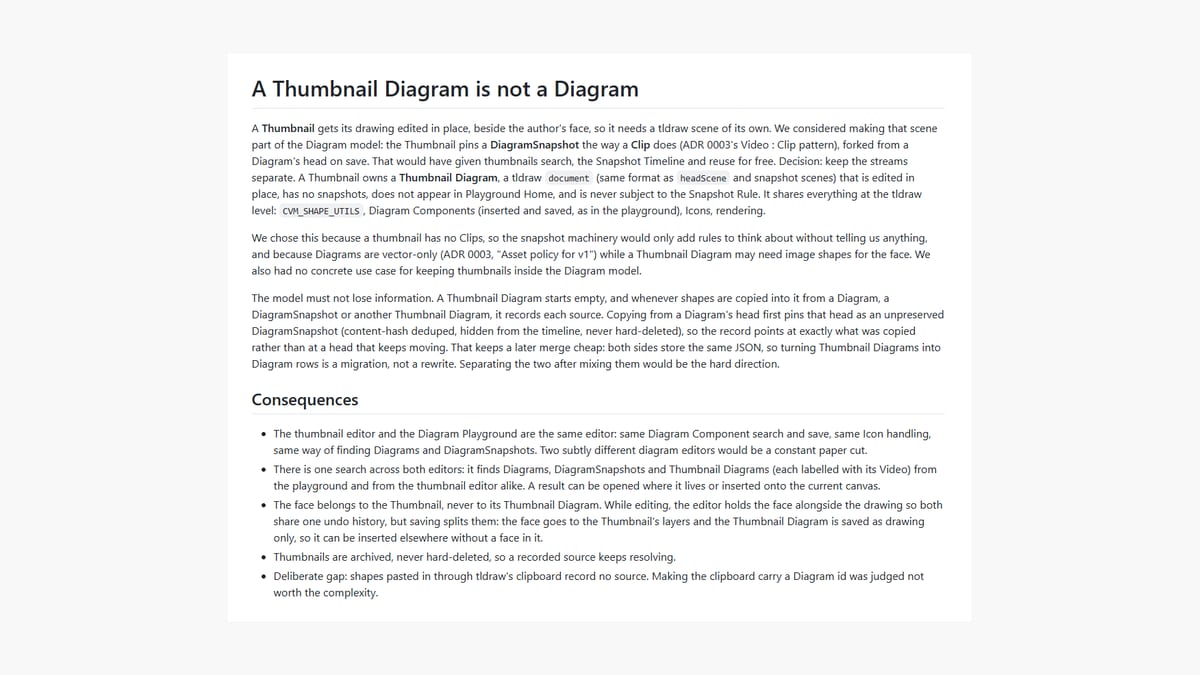 A Thumbnail Diagram is not a Diagram
A Thumbnail gets its drawing edited in place, beside the author's face, so it needs a tldraw scene of its own. We considered making that scene
part of the Diagram model: the Thumbnail pins a DiagramSnapshot the way a Clip does (ADR 0003's Video : Clip pattern), forked from a
Diagram's head on save. That would have given thumbnails search, the Snapshot Timeline and reuse for free. Decision: keep the streams
separate. A Thumbnail owns a Thumbnail Diagram, a tldraw document (same format as headScene and snapshot scenes) that is edited in
place, has no snapshots, does not appear in Playground Home, and is never subject to the Snapshot Rule. It shares everything at the tldraw
level: CVM_SHAPE_UTILS, Diagram Components (inserted and saved, as in the playground), Icons, rendering.
We chose this because a thumbnail has no Clips, so the snapshot machinery would only add rules to think about without telling us anything,
and because Diagrams are vector-only (ADR 0003, "Asset policy for v1") while a Thumbnail Diagram may need image shapes for the face. We
also had no concrete use case for keeping thumbnails inside the Diagram model.
The model must not lose information. A Thumbnail Diagram starts empty, and whenever shapes are copied into it from a Diagram, a
DiagramSnapshot or another Thumbnail Diagram, it records each source. Copying from a Diagram's head first pins that head as an unpreserved
DiagramSnapshot (content-hash deduped, hidden from the timeline, never hard-deleted), so the record points at exactly what was copied
rather than at a head that keeps moving. That keeps a later merge cheap: both sides store the same JSON, so turning Thumbnail Diagrams into
Diagram rows is a migration, not a rewrite. Separating the two after mixing them would be the hard direction.
Consequences
• The thumbnail editor and the Diagram Playground are the same editor: same Diagram Component search and save, same Icon handling,
same way of finding Diagrams and DiagramSnapshots. Two subtly different diagram editors would be a constant paper cut.
• There is one search across both editors: it finds Diagrams, DiagramSnapshots and Thumbnail Diagrams (each labelled with its Video) from
the playground and from the thumbnail editor alike. A result can be opened where it lives or inserted onto the current canvas.
• The face belongs to the Thumbnail, never to its Thumbnail Diagram. While editing, the editor holds the face alongside the drawing so both
share one undo history, but saving splits them: the face goes to the Thumbnail's layers and the Thumbnail Diagram is saved as drawing
only, so it can be inserted elsewhere without a face in it.
• Thumbnails are archived, never hard-deleted, so a recorded source keeps resolving.
• Deliberate gap: shapes pasted in through tldraw's clipboard record no source. Making the clipboard carry a Diagram id was judged not
worth the complexity.